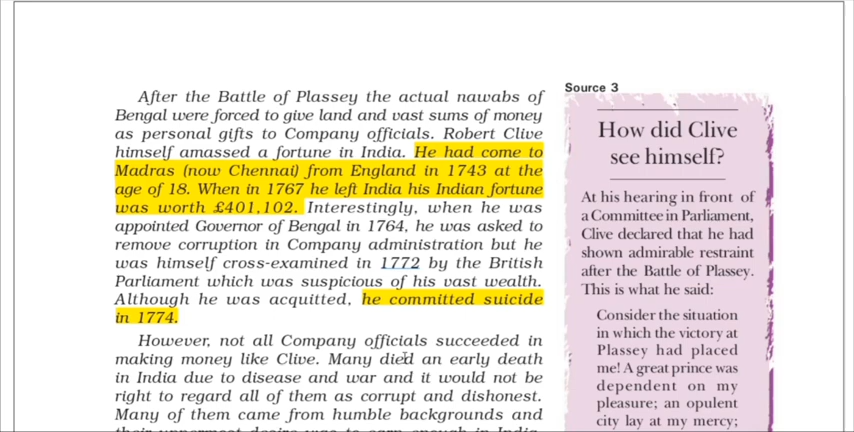 After the Battle of Plassey the actual nawabs of
Bengal were forced to give land and vast sums of money
as personal gifts to Company officials. Robert Clive
himself amassed a fortune in India. He had come to
Madras (now Chennai) from England in 1743 at the
age of 18. When in 1767 he left India his Indian fortune
was worth £401,102. Interestingly, when he was
appointed Governor of Bengal in 1764, he was asked to
remove corruption in Company administration but he
was himself cross-examined in 1772 by the British
Parliament which was suspicious of his vast wealth.
Although he was acquitted, he committed suicide
in 1774.
However, not all Company officials succeeded in
making money like Clive. Many died an early death
in India due to disease and war and it would not be
right to regard all of them as corrupt and dishonest.
Many of them came from humble backgrounds and
their uppermost desire was to earn enough in India,
Source 3
How did Clive
see himself?
At his hearing in front of
a Committee in Parliament,
Clive declared that he had
shown admirable restraint
after the Battle of Plassey.
This is what he said:
Consider the situation
in which the victory at
Plassey had placed
me! A great prince was
dependent on my
pleasure; an opulent
city lay at my mercy;